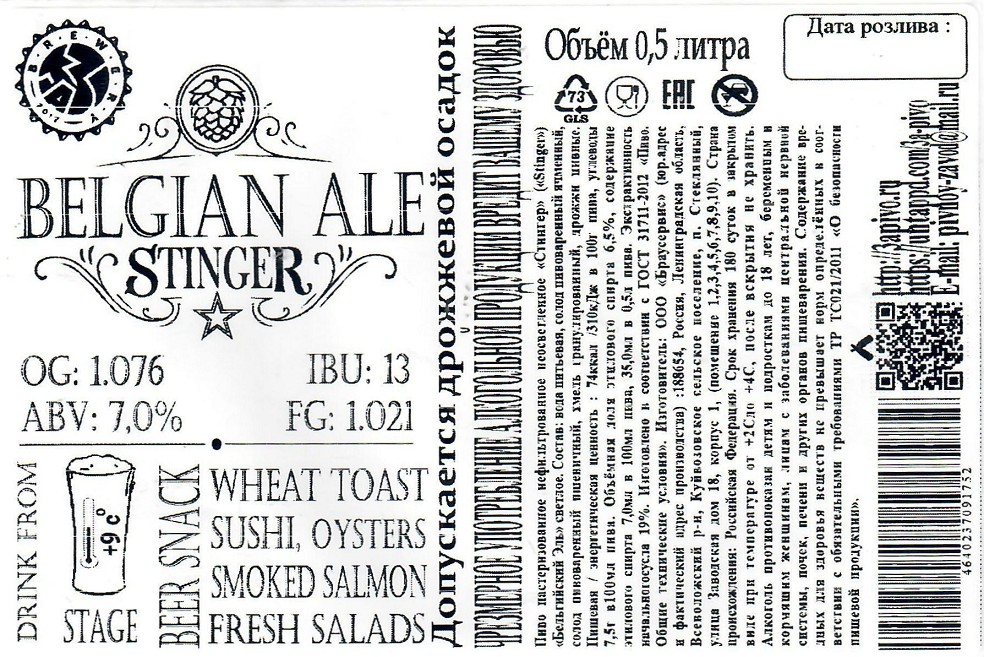 BREWERY
2017
BELGIAN ALE
STINGER
OG: 1.076
IBU: 13
ABV: 7,0%
FG: 1.021
DRINK FROM
+9 c°
STAGE
BEER SNACK
WHEAT TOAST
SUSHI, OYSTERS
SMOKED SALMON
FRESH SALADS
Допускается дрожжевой осадок
ЧРЕЗМЕРНОЕ УПОТРЕБЛЕНИЕ АЛКОГОЛЬНОЙ ПРОДУКЦИИ ВРЕДИТ ВАШЕМУ ЗДОРОВЬЮ
Объём 0,5 литра
73
GLS
ЕАС
Дата розлива :
Пиво пастеризованное нефильтрованное неосветленное «Стингер» («Stinger»)
«Бельгийский Эль» светлое. Состав: вода питьевая, солод пивоваренный ячменный,
солод пивоваренный пшеничный, хмель гранулированный, дрожжи пивные.
Пищевая / энергетическая ценность : 74ккал /310кДж в 100г пива, углеводы
7,5г в100мл пива. Объёмная доля этилового спирта 6,5%, содержание
этилового спирта 7,0мл в 100мл пива, 35,0мл в 0,5л пива. Экстрактивность
начальногосусла 19%. Изготовлено в соответствии с ГОСТ 31711-2012 «Пиво.
Общие технические условия». Изготовитель: ООО «Браусервис» (юр.адрес
и фактический адрес производства) :188654, Россия, Ленинградская область,
Всеволожский р-н, Куйвозовское сельское поселение, п. Стеклянный,
улица Заводская дом 18, корпус 1, (помещение 1,2,3,4,5,6,7,8,9,10). Страна
происхождения: Российская Федерация. Срок хранения 180 суток в закрытом
виде при температуре от +2Сдо +4С, после вскрытия не хранить.
Алкоголь противопоказан детям и подросткам до 18 лет, беременным и
кормящим женщинам, лицам с заболеваниями центральной нервной
системы, почек, печени и других органов пищеварения. Содержание вре-
дных для здоровья веществ не превышает норм определённых и соот-
ветствии с обязательными требованиями ТР ТС021/2011 «О безопасности
пищевой продукции».
http://3apivo.ru
https://untappd.com/3a-pivo
E-mail: pivnoy-zavod@mail.ru
4640237091752